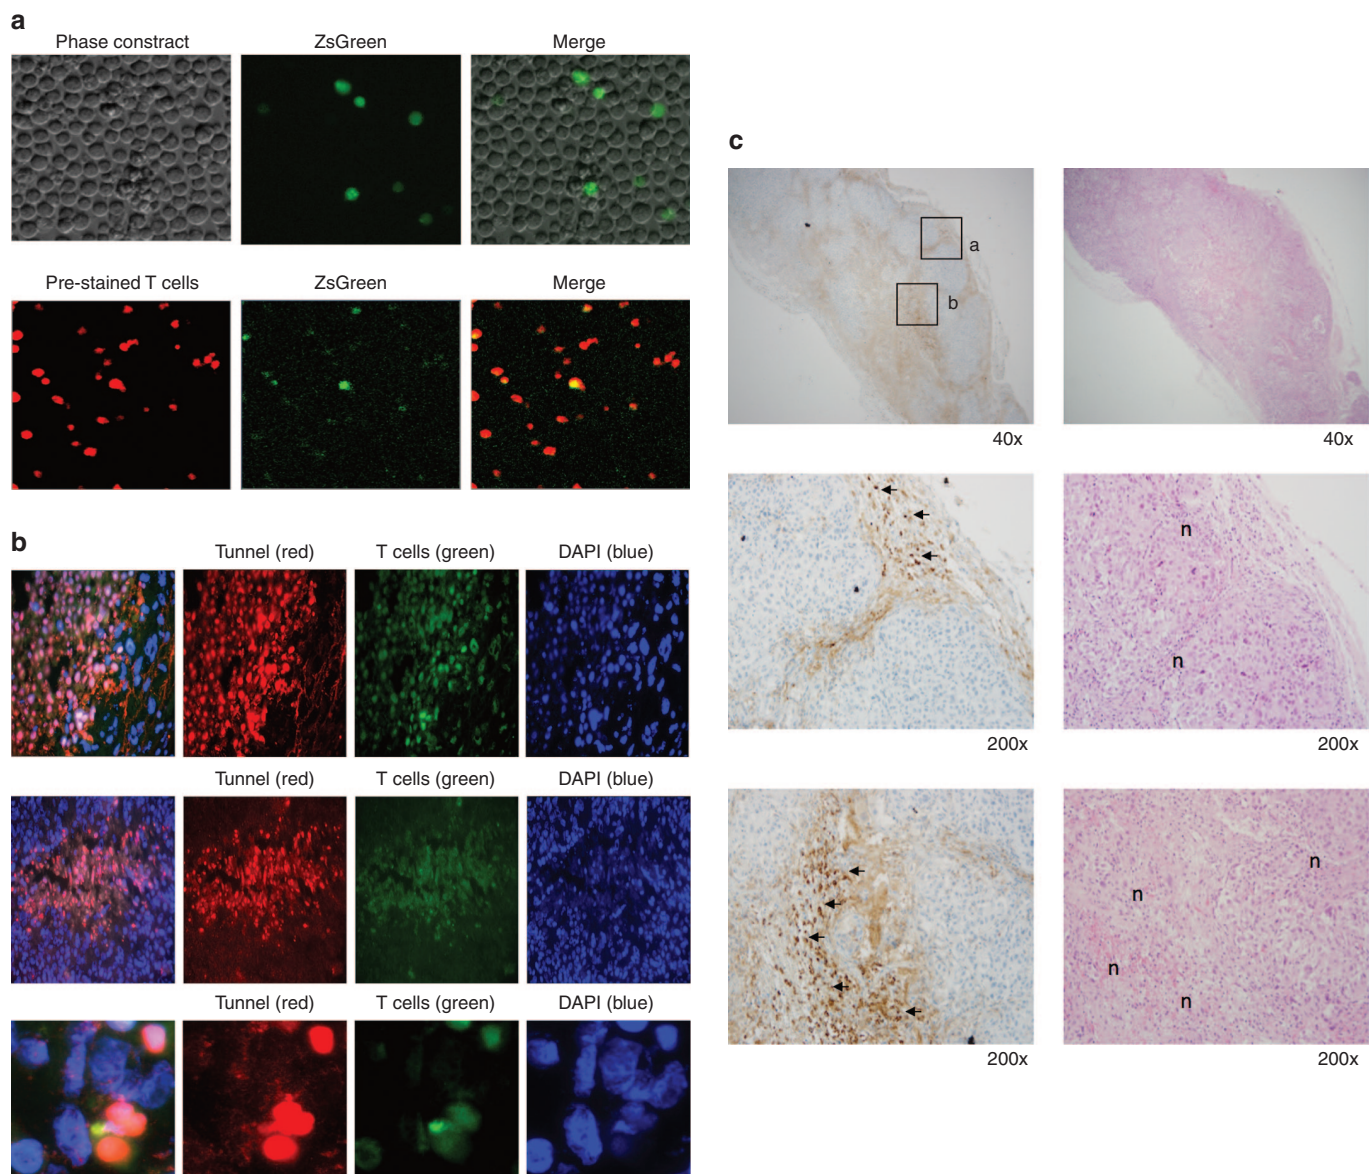 a
Phase constract
ZsGreen
Merge
Pre-stained T cells
ZsGreen
Merge
b
Tunnel (red)
T cells (green)
DAPI (blue)
Tunnel (red)
T cells (green)
DAPI (blue)
Tunnel (red)
T cells (green)
DAPI (blue)
c
a
b
40x
40x
n
n
200x
200x
n
n
n
n
200x
200x